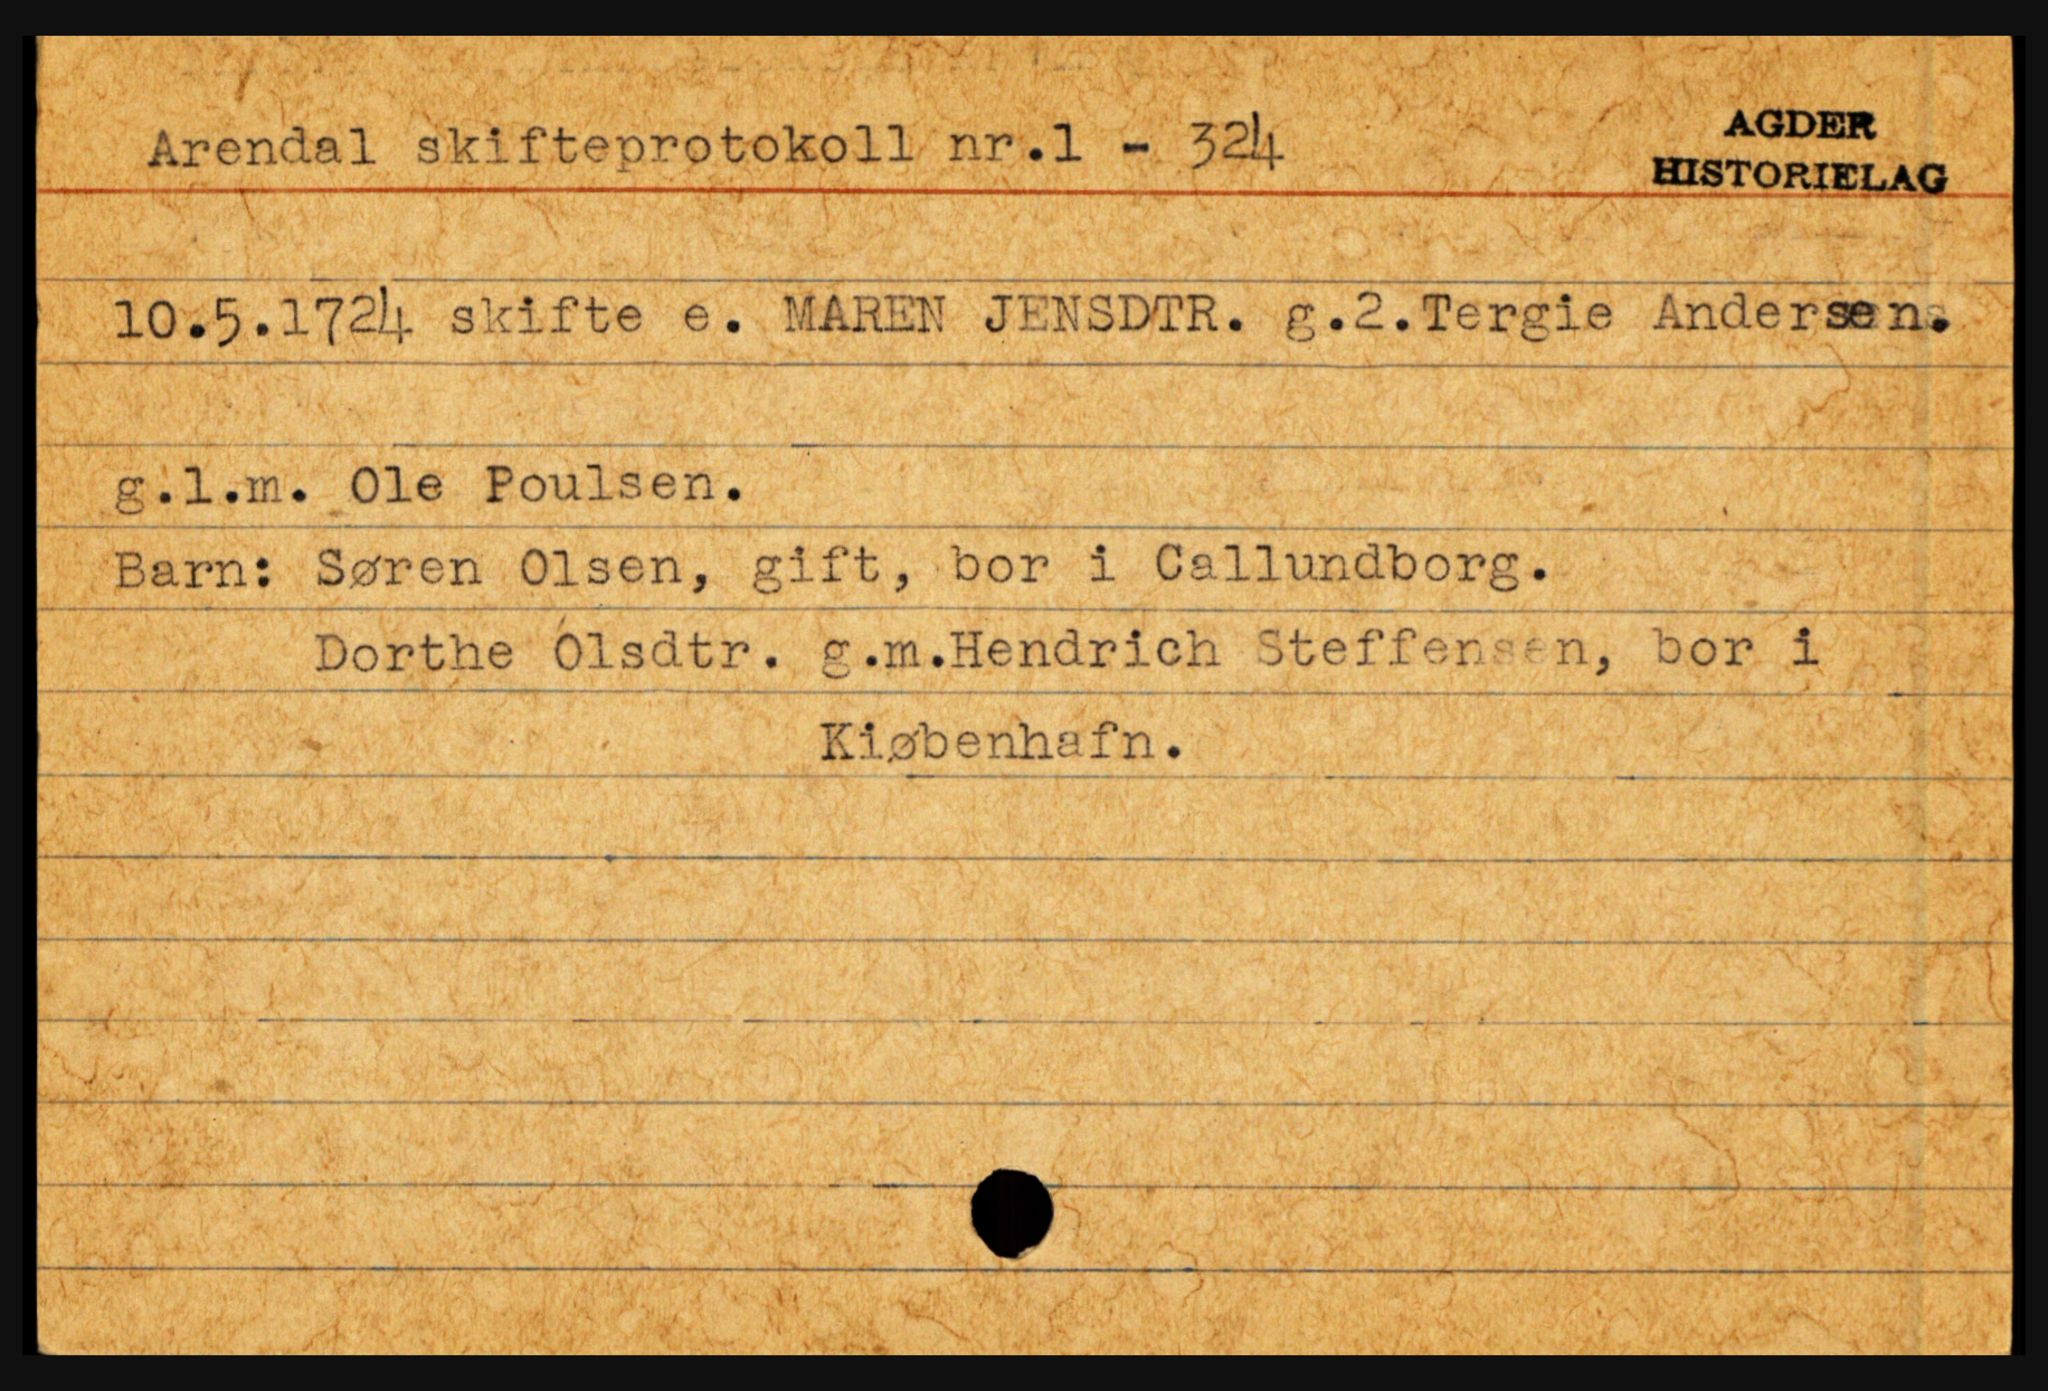 Arendal skifteprotokoll nr.1 - 324
AGDER
HISTORIELAG
10.5.1724 skifte e. MAREN JENSDTR. g.2.Tergie Andersen.
g.1.m. Ole Poulsen.
Barn: Søren Olsen, gift, bor i Callundborg.
Dorthe Olsdtr. g.m.Hendrich Steffensen, bor i
Kiøbenhafn.